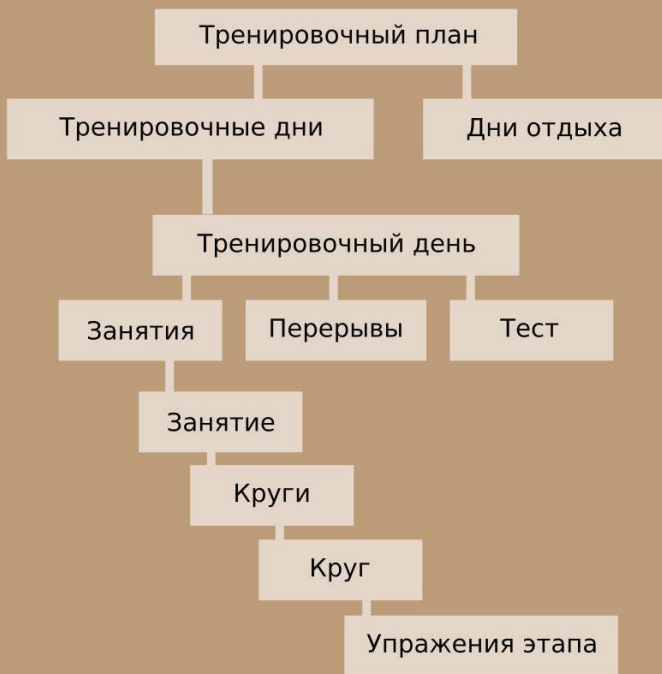 Тренировочный план
Тренировочные дни
Дни отдыха
Тренировочный день
Занятия
Перерывы
Тест
Занятие
Круги
Круг
Упражения этапа